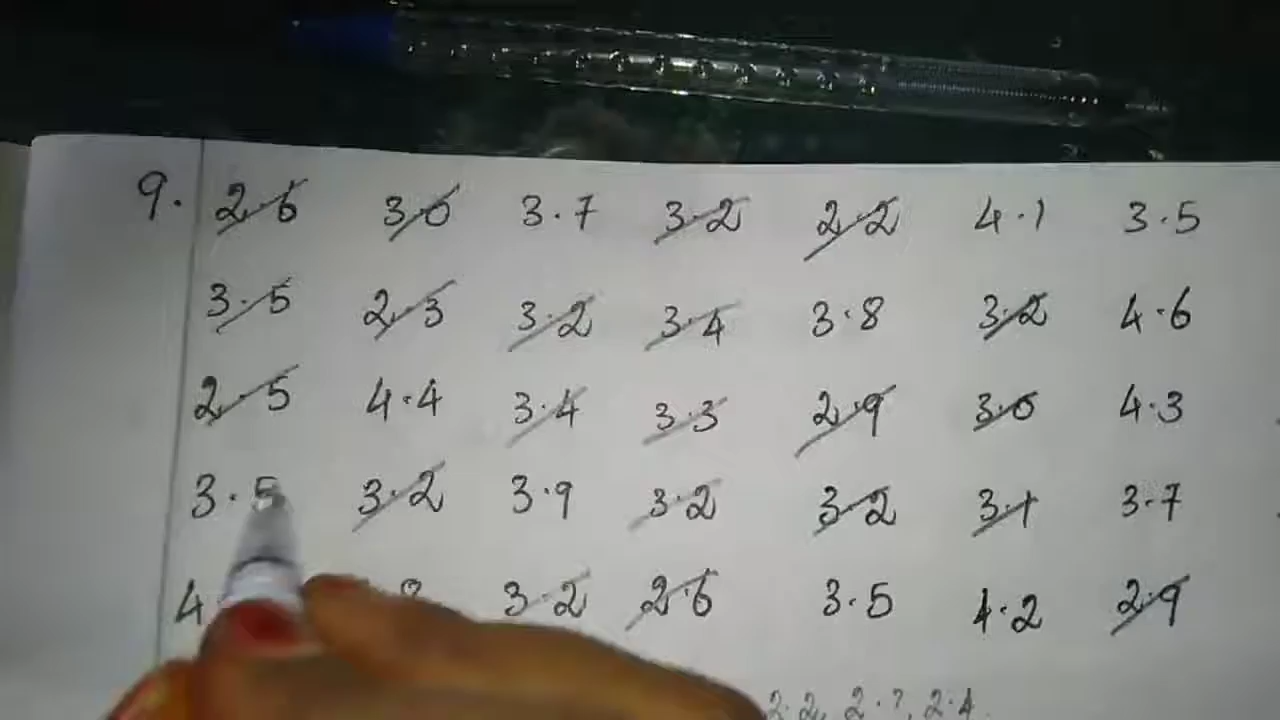 9. 2.6 3.0 3.7 3.2 2.2 4.1 3.5
3.5 2.3 3.2 3.4 3.8 3.2 4.6
2.5 4.4 3.4 3.3 2.9 3.0 4.3
3.5 3.2 3.9 3.2 3.2 3.1 3.7
3.2 2.6 3.5 4.2 2.9
2.2, 2.4